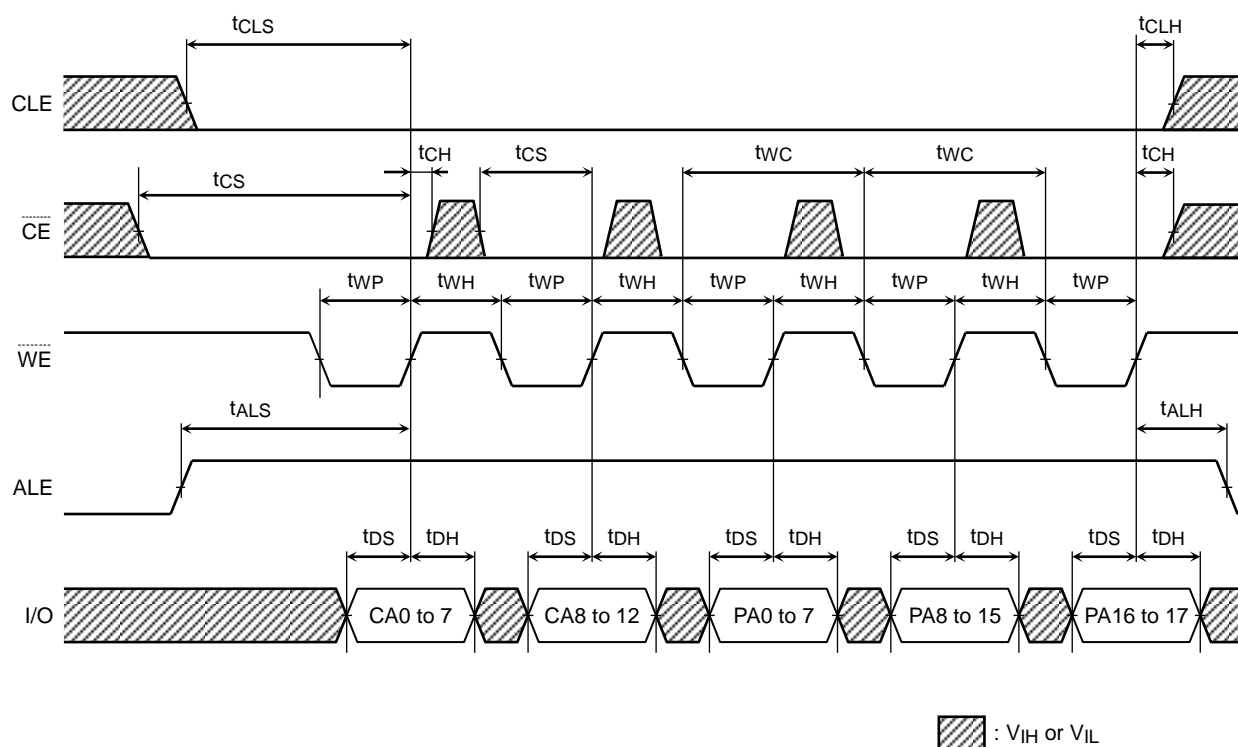 tCLS tCLH
CLE
tCH tCS tWC tWC tCH
tCS
CE
tWP tWH tWP tWH tWP tWH tWP tWH tWP
WE
tALS tALH
ALE
tDS tDH tDS tDH tDS tDH tDS tDH tDS tDH
I/O CA0 to 7 CA8 to 12 PA0 to 7 PA8 to 15 PA16 to 17
: VIH or VIL